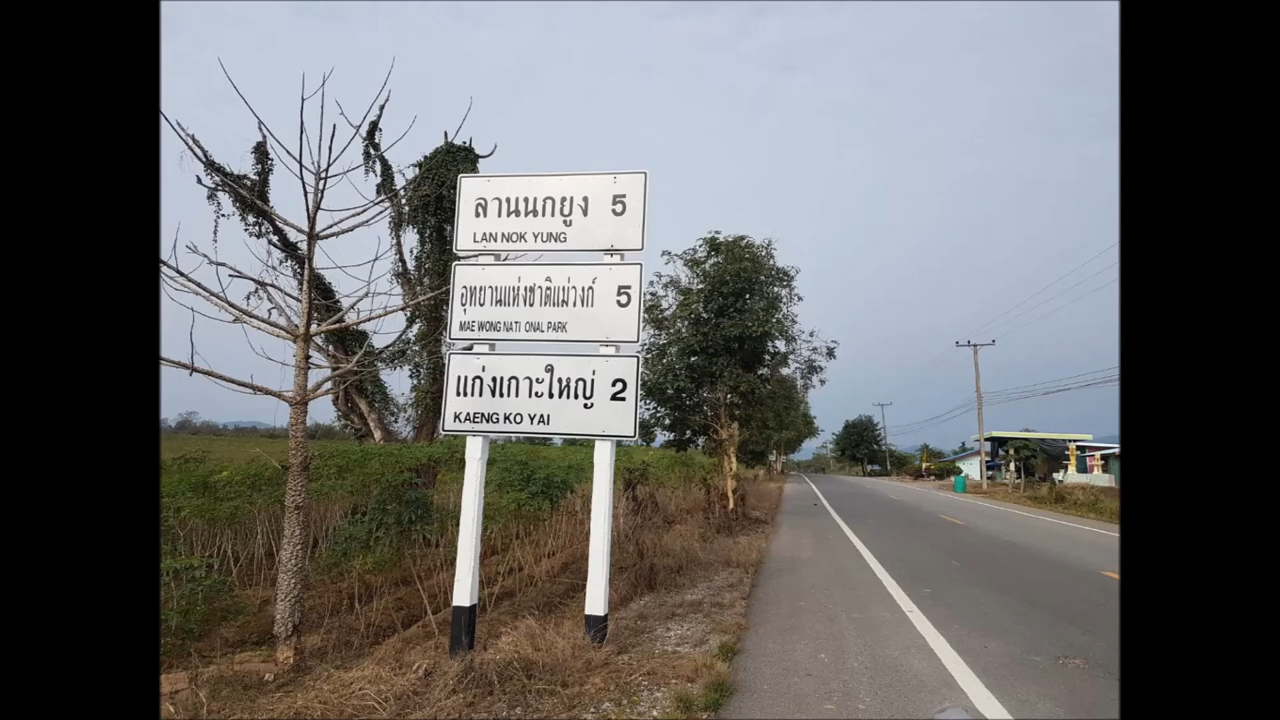 ลานนกยูง 5
LAN NOK YUNG
อุทยานแห่งชาติแม่วงก์ 5
MAE WONG NATI ONAL PARK
แก่งเกาะใหญ่ 2
KAENG KO YAI